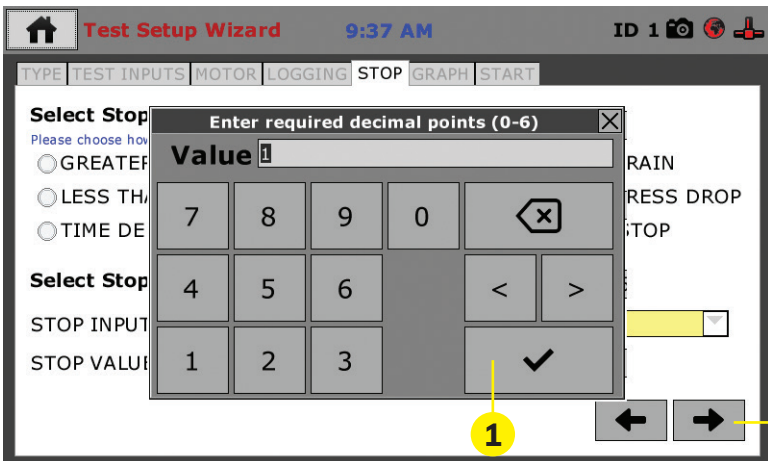 Test Setup Wizard 9:37 AM ID 1
TYPE TEST INPUTS MOTOR LOGGING STOP GRAPH START
Select Stop
Enter required decimal points (0-6)
Please choose how
Value 1
GREATER RAIN
LESS THA RESS DROP
TIME DE TOP
7 8 9 0
4 5 6 < >
1 2 3
Select Stop
STOP INPUT
STOP VALUE
1